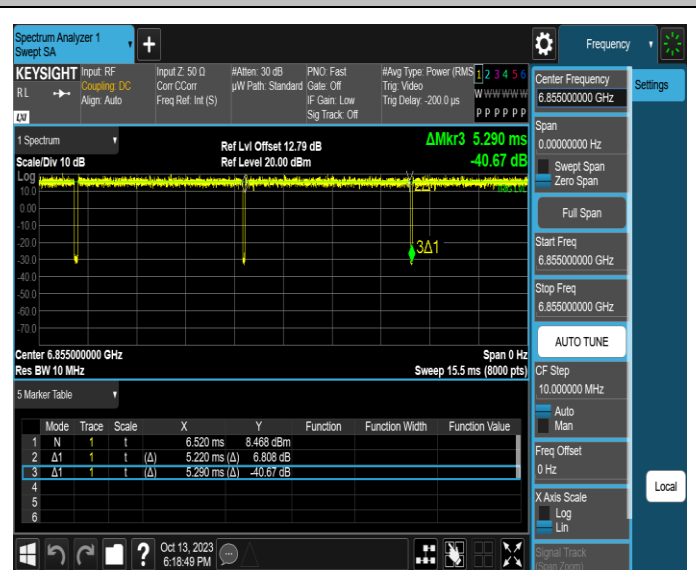 Spectrum Analyzer 1
Swept SA
+
Frequency
KEYSIGHT
Input: RF
Coupling: DC
Align: Auto
Input Z: 50 Ω
Corr CCorr
Freq Ref: Int (S)
#Atten: 30 dB
µW Path: Standard
PNO: Fast
Gate: Off
IF Gain: Low
Sig Track: Off
#Avg Type: Power (RMS
Trig: Video
Trig Delay: -200.0 µs
1 2 3 4 5 6
W W W W W W
P P P P P P
R L
LXI
Center Frequency
6.855000000 GHz
Settings
Span
0.00000000 Hz
Swept Span
Zero Span
Full Span
Start Freq
6.855000000 GHz
Stop Freq
6.855000000 GHz
AUTO TUNE
CF Step
10.000000 MHz
Auto
Man
Freq Offset
0 Hz
X Axis Scale
Log
Lin
Signal Track
(Span Zoom)
Local
1 Spectrum
Scale/Div 10 dB
Log
Ref Lvl Offset 12.79 dB
Ref Level 20.00 dBm
ΔMkr3 5.290 ms
-40.67 dB
10.0
0.00
-10.0
-20.0
-30.0
-40.0
-50.0
-60.0
-70.0
3Δ1
Center 6.855000000 GHz
Res BW 10 MHz
Span 0 Hz
Sweep 15.5 ms (8000 pts)
5 Marker Table
Mode Trace Scale X Y Function Function Width Function Value
1 N 1 t 6.520 ms 8.468 dBm
2 Δ1 1 t (Δ) 5.220 ms (Δ) 6.808 dB
3 Δ1 1 t (Δ) 5.290 ms (Δ) -40.67 dB
4
5
6
?
Oct 13, 2023
6:18:49 PM